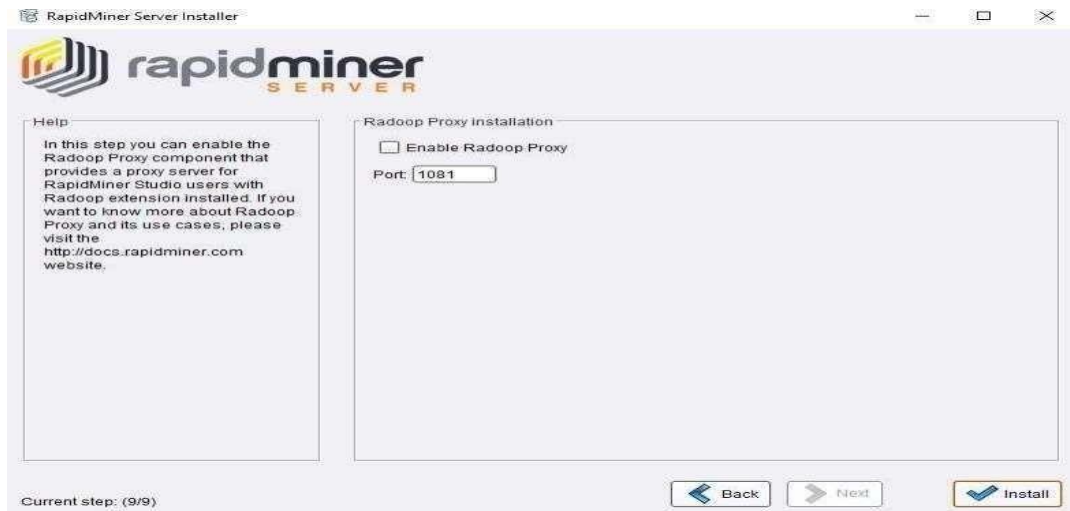 RapidMiner Server Installer
rapidminer
SERVER
Help
In this step you can enable the
Radoop Proxy component that
provides a proxy server for
RapidMiner Studio users with
Radoop extension installed. If you
want to know more about Radoop
Proxy and its use cases, please
visit the
http://docs.rapidminer.com
website.
Radoop Proxy installation
Enable Radoop Proxy
Port: 1081
Current step: (9/9)
Back
Next
Install